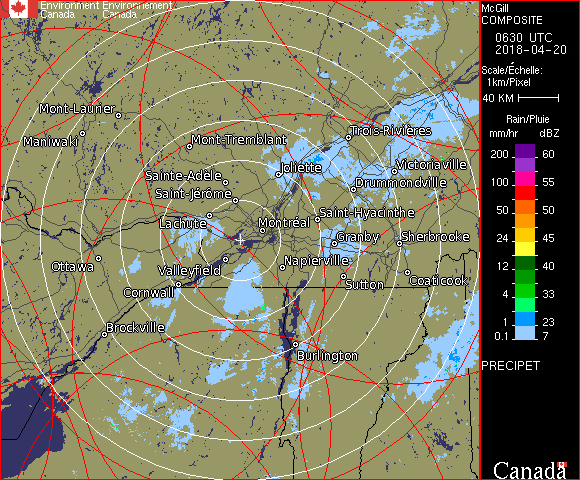 Environment Environnement
Canada Canada
McGill
COMPOSITE
0630 UTC
2018-04-20
Scale/Échelle:
1km/Pixel
40 KM
Rain/Pluie
mm/hr dBZ
200 60
100 55
50 50
24 45
12 40
4 33
1 23
0.1 7
PRECIPET
Canada
Mont-Laurier
Maniwaki
Mont-Tremblant
Trois-Rivières
Sainte-Adèle
Joliette
Victoriaville
Saint-Jérôme
Drummondville
Lachute
Saint-Hyacinthe
Montréal
Granby
Sherbrooke
Ottawa
Valleyfield
Napierville
Cornwall
Sutton
Coaticook
Brockville
Burlington